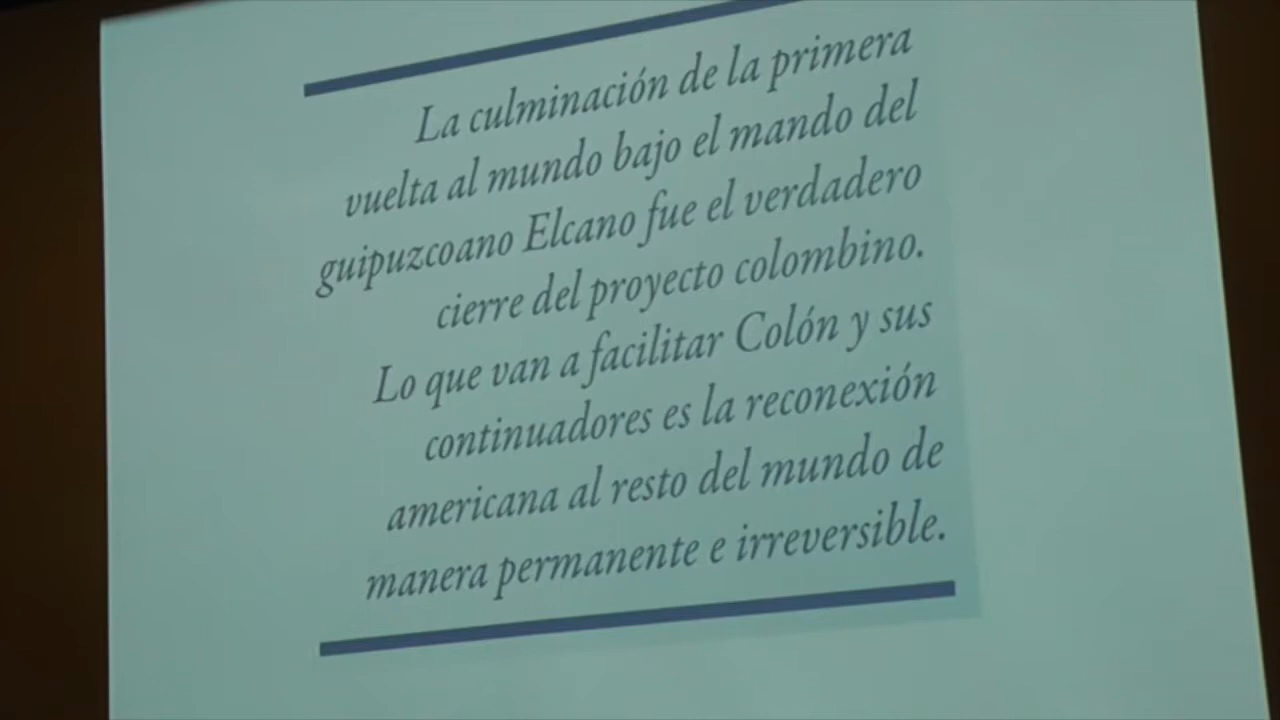 La culminación de la primera
vuelta al mundo bajo el mando del
guipuzcoano Elcano fue el verdadero
cierre del proyecto colombino.
Lo que van a facilitar Colón y sus
continuadores es la reconexión
americana al resto del mundo de
manera permanente e irreversible.